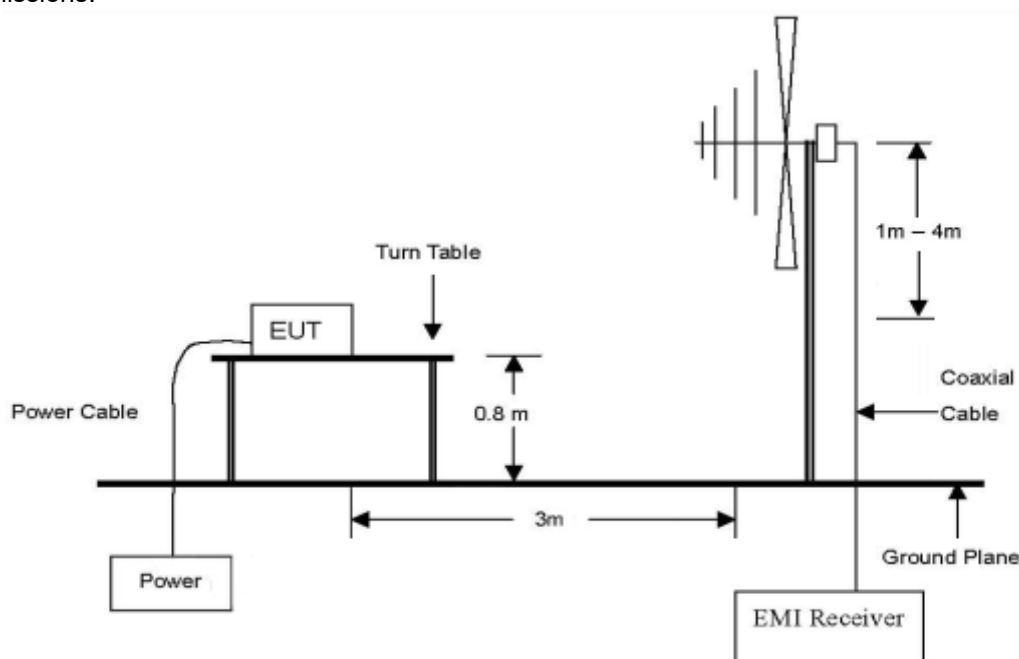 1m – 4m
Turn Table
EUT
Coaxial
Power Cable
0.8 m
Cable
3m
Ground Plane
Power
EMI Receiver